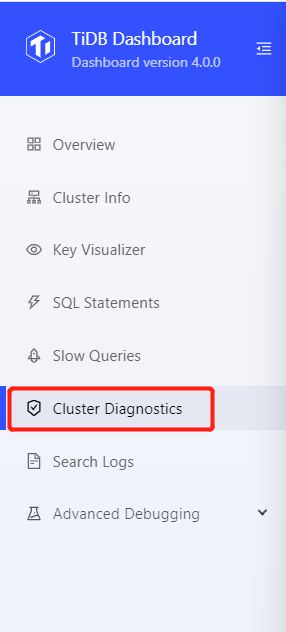 TiDB Dashboard
Dashboard version 4.0.0
Overview
Cluster Info
Key Visualizer
SQL Statements
Slow Queries
Cluster Diagnostics
Search Logs
Advanced Debugging